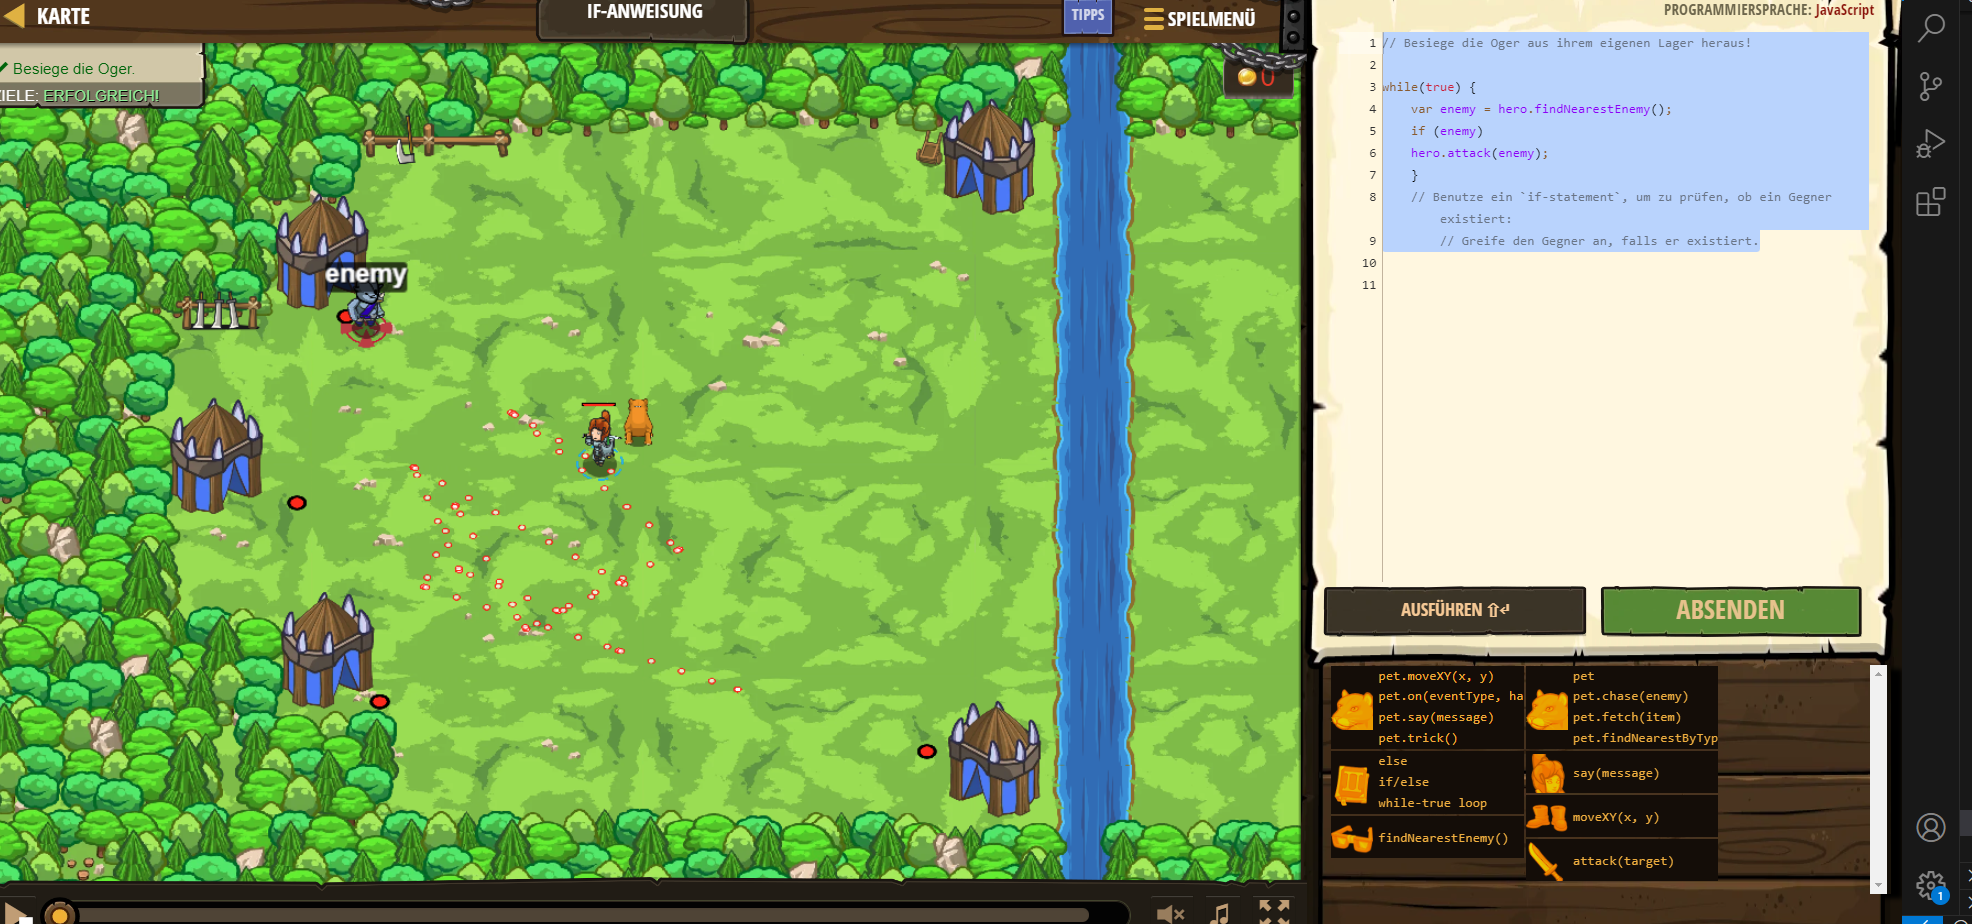 KARTE
IF-ANWEISUNG
TIPPS
SPIELMENÜ
PROGRAMMIERSPRACHE: JavaScript
Besiege die Oger.
ZIELE: ERFOLGREICH!
0
enemy
1 // Besiege die Oger aus ihrem eigenen Lager heraus!
2
3 while(true) {
4 var enemy = hero.findNearestEnemy();
5 if (enemy)
6 hero.attack(enemy);
7 }
8 // Benutze ein `if-statement`, um zu prüfen, ob ein Gegner
existiert:
9 // Greife den Gegner an, falls er existiert.
10
11
AUSFÜHREN ⇧↵
ABSENDEN
pet.moveXY(x, y)
pet.on(eventType, ha
pet.say(message)
pet.trick()
else
if/else
while-true loop
findNearestEnemy()
pet
pet.chase(enemy)
pet.fetch(item)
pet.findNearestByTyp
say(message)
moveXY(x, y)
attack(target)
1